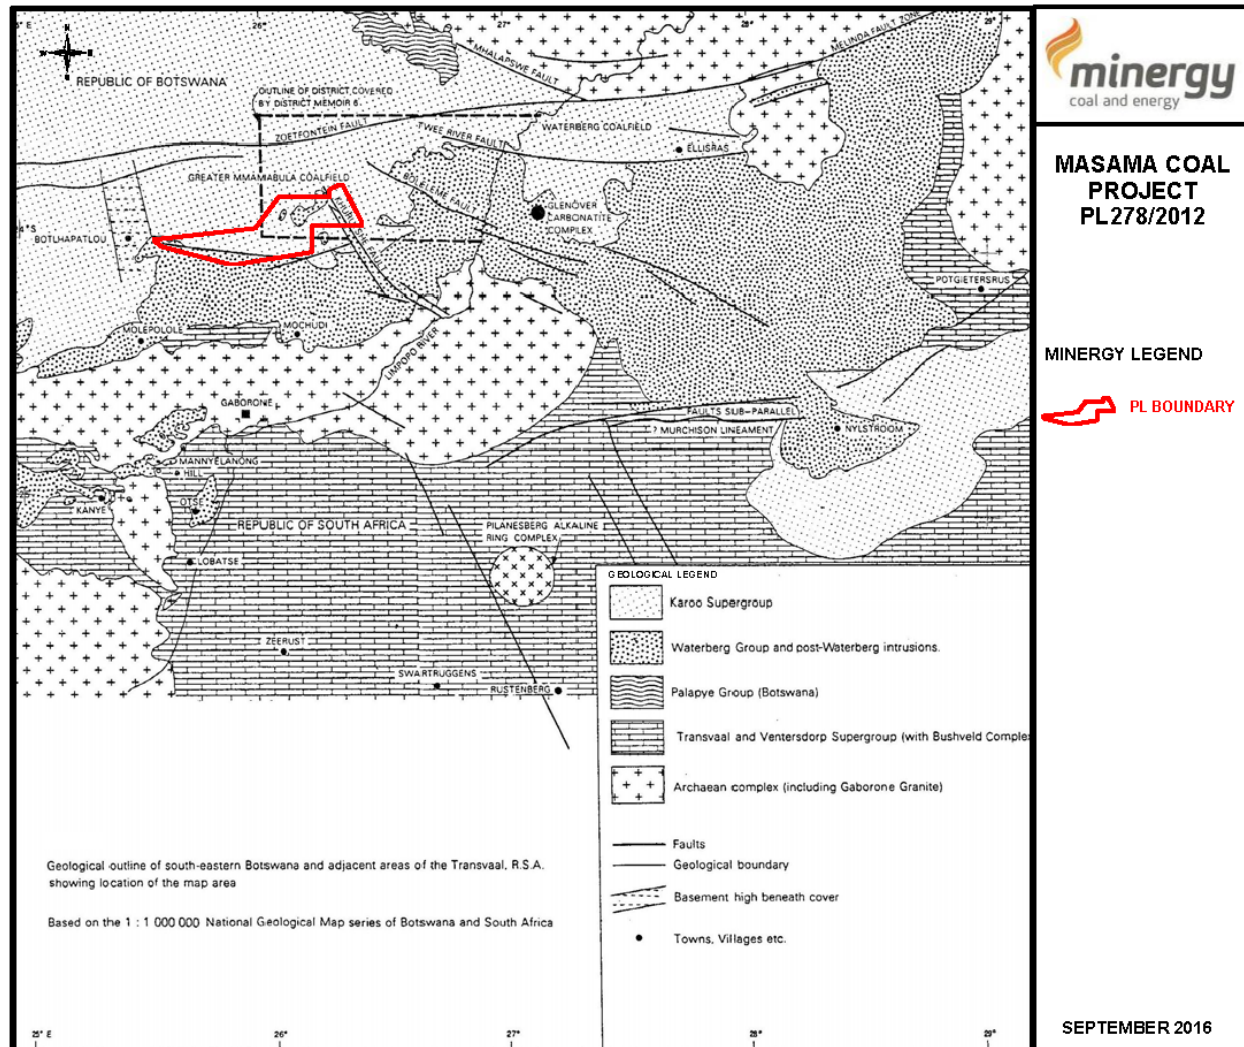 ° E
26°
27°
28°
29°
N
W
E
S
REPUBLIC OF BOTSWANA
MHALAPSWE FAULT
MELINDA FAULT ZONE
OUTLINE OF DISTRICT COVERED
BY DISTRICT MEMOIR 6.
ZOETFONTEIN FAULT
TWEE RIVER FAULT
WATERBERG COALFIELD
ELLISRAS
GREATER MMAMABULA COALFIELD
GLENOVER
CARBONATITE
COMPLEX
24°S
BOTLHAPATLOU
POTGIETERSRUS
MOLEPOLOLE
MOCHUDI
LIMPOPO RIVER
GABORONE
FAULTS SUB-PARALLEL
? MURCHISON LINEAMENT
NYLSTROOM
MANNYELANONG
HILL
KANYE
OTSE
REPUBLIC OF SOUTH AFRICA
PILANESBERG ALKALINE
RING COMPLEX
LOBATSE
ZEERUST
SWARTRUGGENS
RUSTENBERG
GEOLOGICAL LEGEND
Karoo Supergroup
Waterberg Group and post-Waterberg intrusions.
Palapye Group (Botswana)
Transvaal and Ventersdorp Supergroup (with Bushveld Comple
Archaean complex (including Gaborone Granite)
Faults
Geological boundary
Basement high beneath cover
Towns, Villages etc.
Geological outline of south-eastern Botswana and adjacent areas of the Transvaal, R.S.A.
showing location of the map area
Based on the 1 : 1 000 000 National Geological Map series of Botswana and South Africa
25° E
26°
27°
28°
29°
minergy
coal and energy
MASAMA COAL
PROJECT
PL278/2012
MINERGY LEGEND
PL BOUNDARY
SEPTEMBER 2016